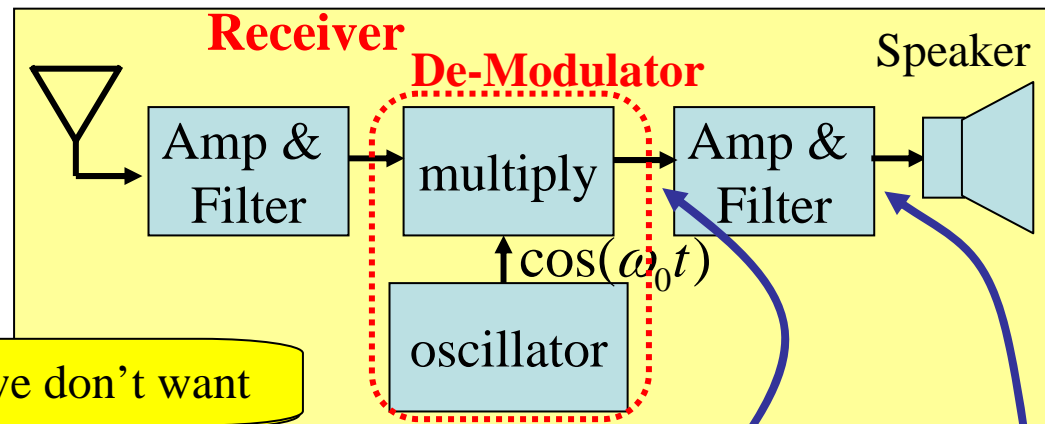 Receiver
De-Modulator
Speaker
Amp &
Filter
multiply
Amp &
Filter
cos(ω₀t)
oscillator
don't want